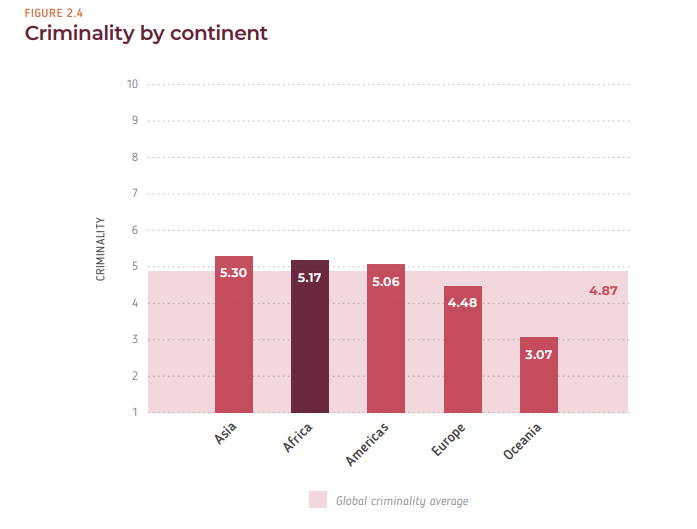 FIGURE 2.4
Criminality by continent
10
9
8
7
6
5
4
3
2
1
CRIMINALITY
5.30
5.17
5.06
4.48
3.07
4.87
Asia
Africa
Americas
Europe
Oceania
Global criminality average